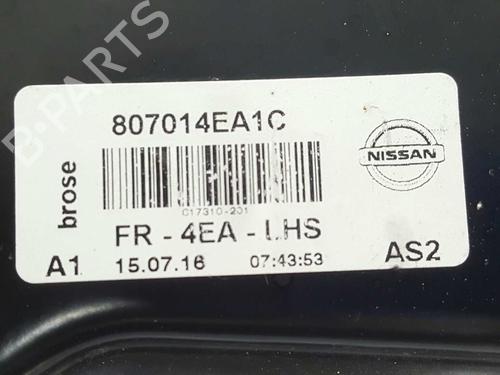 B-PARTS
807014EA1C
brose
NISSAN
C17310-201
FR - 4EA - LHS
A1 15.07.16 07:43:53 AS2